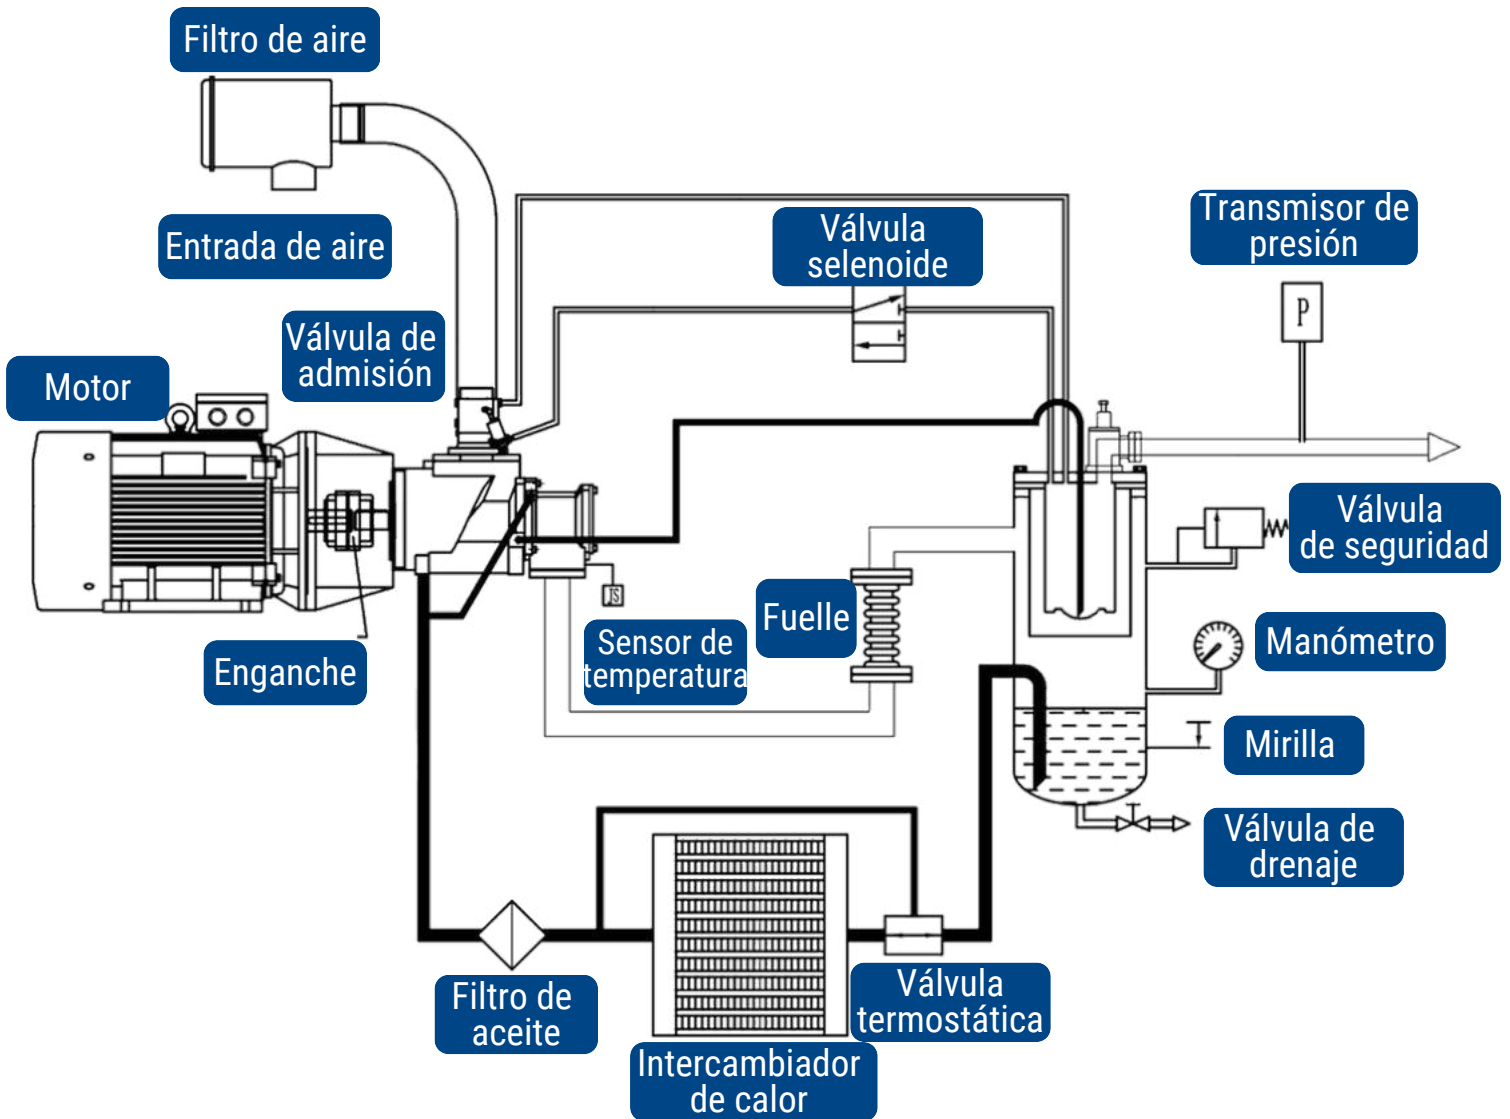 Filtro de aire
Entrada de aire
Válvula
selenoide
Transmisor de
presión
P
Válvula de
admisión
Motor
Válvula
de seguridad
Fuelle
Sensor de
temperatura
Enganche
Manómetro
Mirilla
Válvula de
drenaje
Filtro de
aceite
Válvula
termostática
Intercambiador
de calor